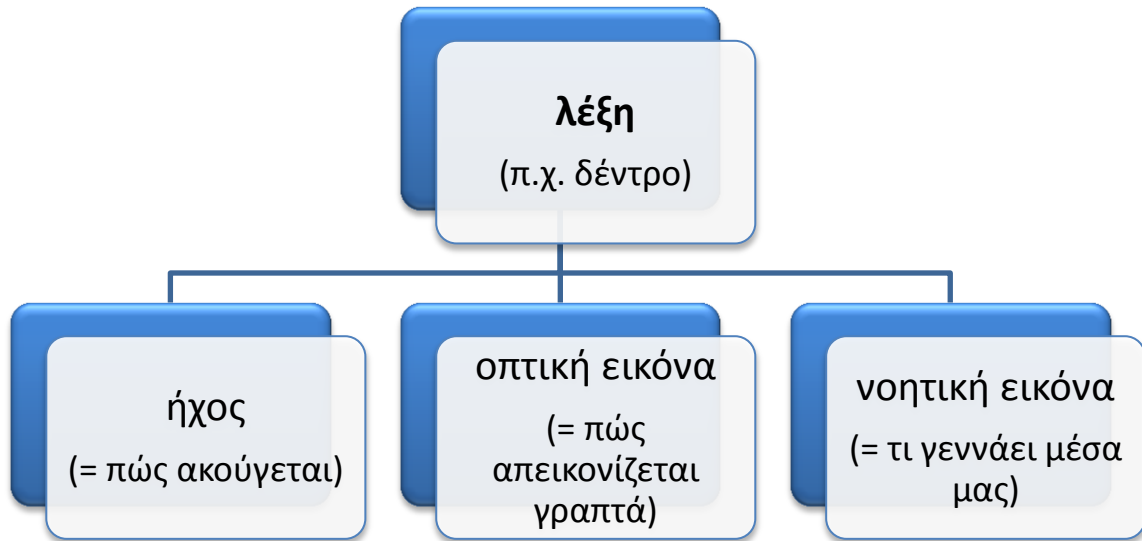 λέξη
(π.χ. δέντρο)
ήχος
(= πώς ακούγεται)
οπτική εικόνα
(= πώς
απεικονίζεται
γραπτά)
νοητική εικόνα
(= τι γεννάει μέσα
μας)